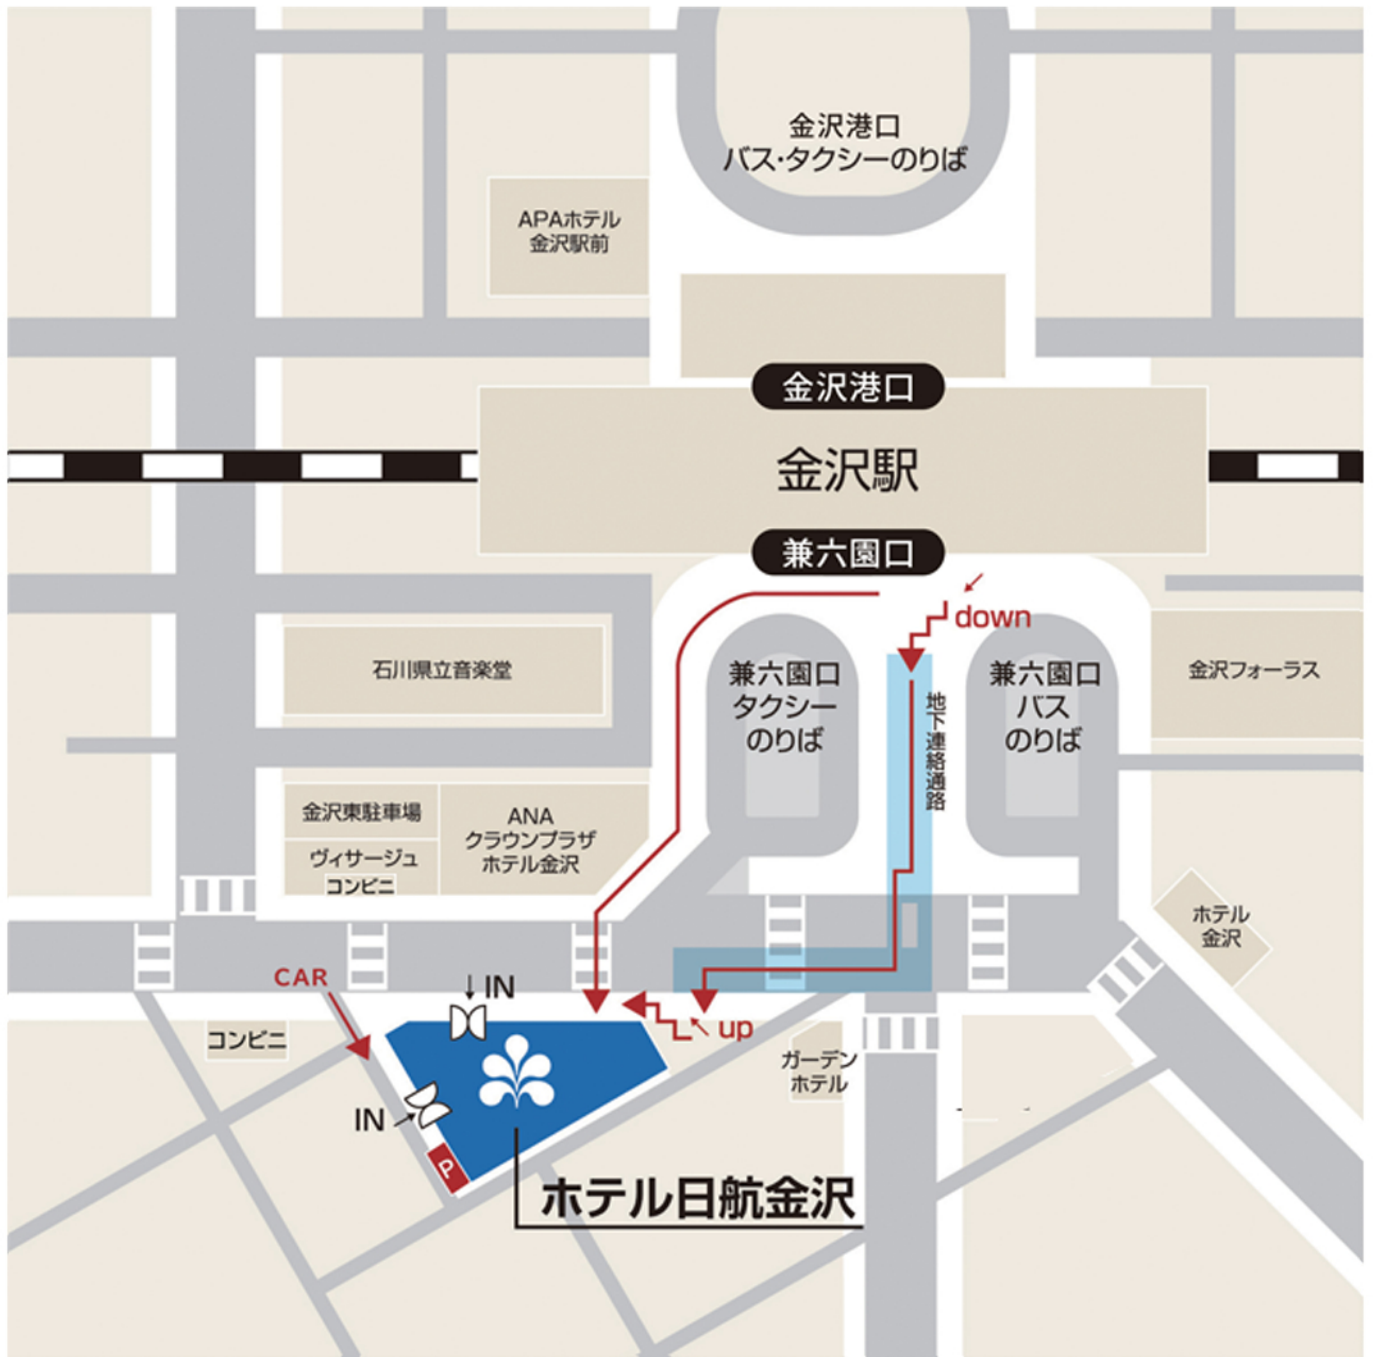 金沢港口
バス・タクシーのりば
APAホテル
金沢駅前
金沢港口
金沢駅
兼六園口
down
石川県立音楽堂
兼六園口
タクシー
のりば
地下連絡通路
兼六園口
バス
のりば
金沢フォーラス
金沢東駐車場
ヴィサージュ
コンビニ
ANA
クラウンプラザ
ホテル金沢
ホテル
金沢
CAR
IN
up
コンビニ
ガーデン
ホテル
IN
P
ホテル日航金沢